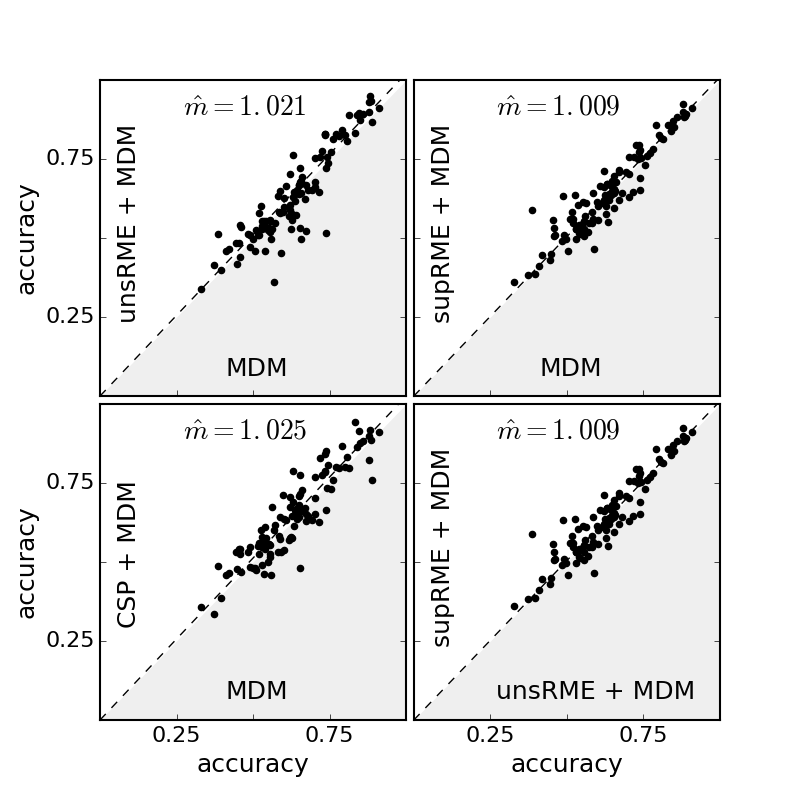 m̂ = 1.021
accuracy
unsRME + MDM
0.75
0.25
MDM
m̂ = 1.009
supRME + MDM
MDM
m̂ = 1.025
accuracy
CSP + MDM
0.75
0.25
MDM
0.25
0.75
accuracy
m̂ = 1.009
supRME + MDM
unsRME + MDM
0.25
0.75
accuracy